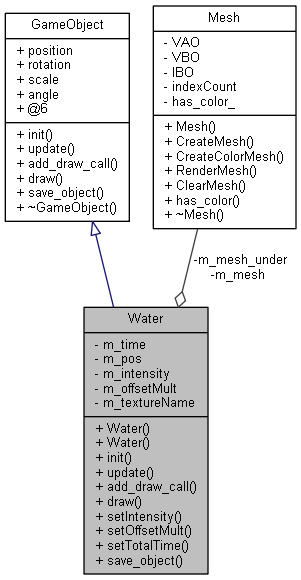 GameObject
+ position
+ rotation
+ scale
+ angle
+ @6
+ init()
+ update()
+ add_draw_call()
+ draw()
+ save_object()
+ ~GameObject()
Mesh
- VAO
- VBO
- IBO
- indexCount
- has_color_
+ Mesh()
+ CreateMesh()
+ CreateColorMesh()
+ RenderMesh()
+ ClearMesh()
+ has_color()
+ ~Mesh()
-m_mesh_under
-m_mesh
Water
- m_time
- m_pos
- m_intensity
- m_offsetMult
- m_textureName
+ Water()
+ Water()
+ init()
+ update()
+ add_draw_call()
+ draw()
+ setIntensity()
+ setOffsetMult()
+ setTotalTime()
+ save_object()